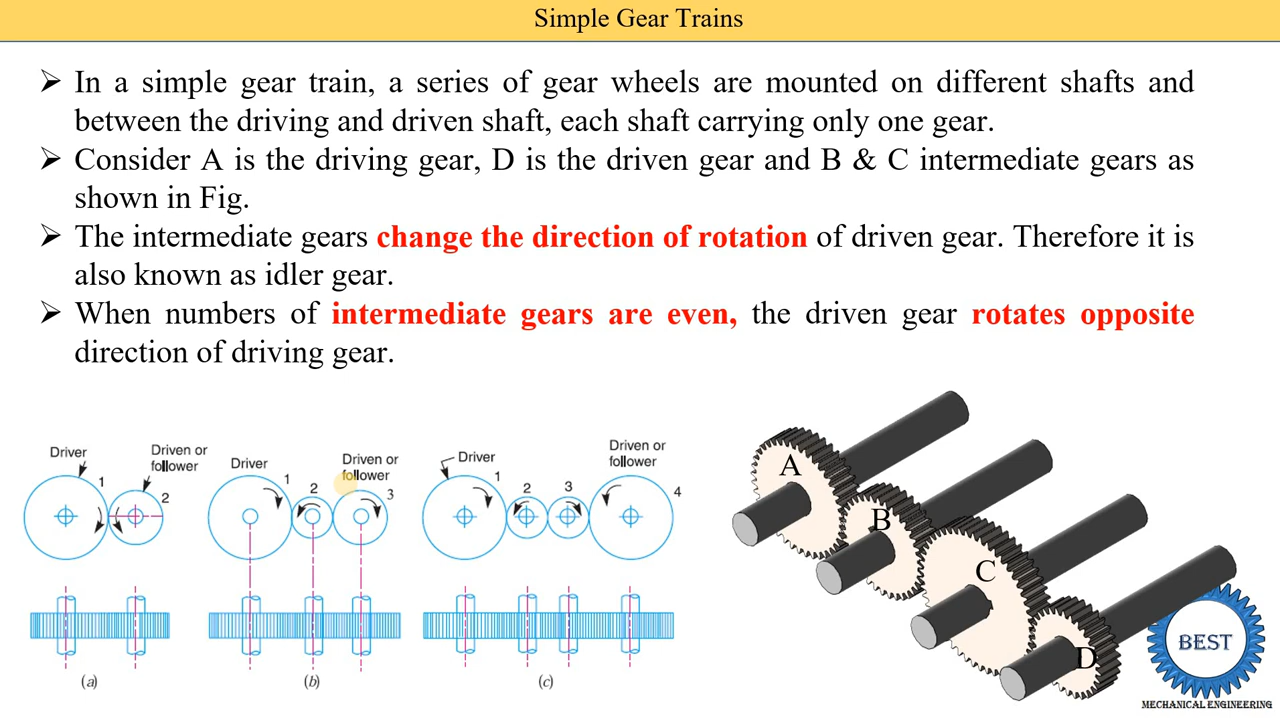 Simple Gear Trains
➢ In a simple gear train, a series of gear wheels are mounted on different shafts and
between the driving and driven shaft, each shaft carrying only one gear.
➢ Consider A is the driving gear, D is the driven gear and B & C intermediate gears as
shown in Fig.
➢ The intermediate gears change the direction of rotation of driven gear. Therefore it is
also known as idler gear.
➢ When numbers of intermediate gears are even, the driven gear rotates opposite
direction of driving gear.
Driver
Driven or
follower
1
2
(a)
Driver
Driven or
follower
1
2
3
(b)
Driver
Driven or
follower
1
2
3
4
(c)
A
B
C
D
BEST
MECHANICAL ENGINEERING